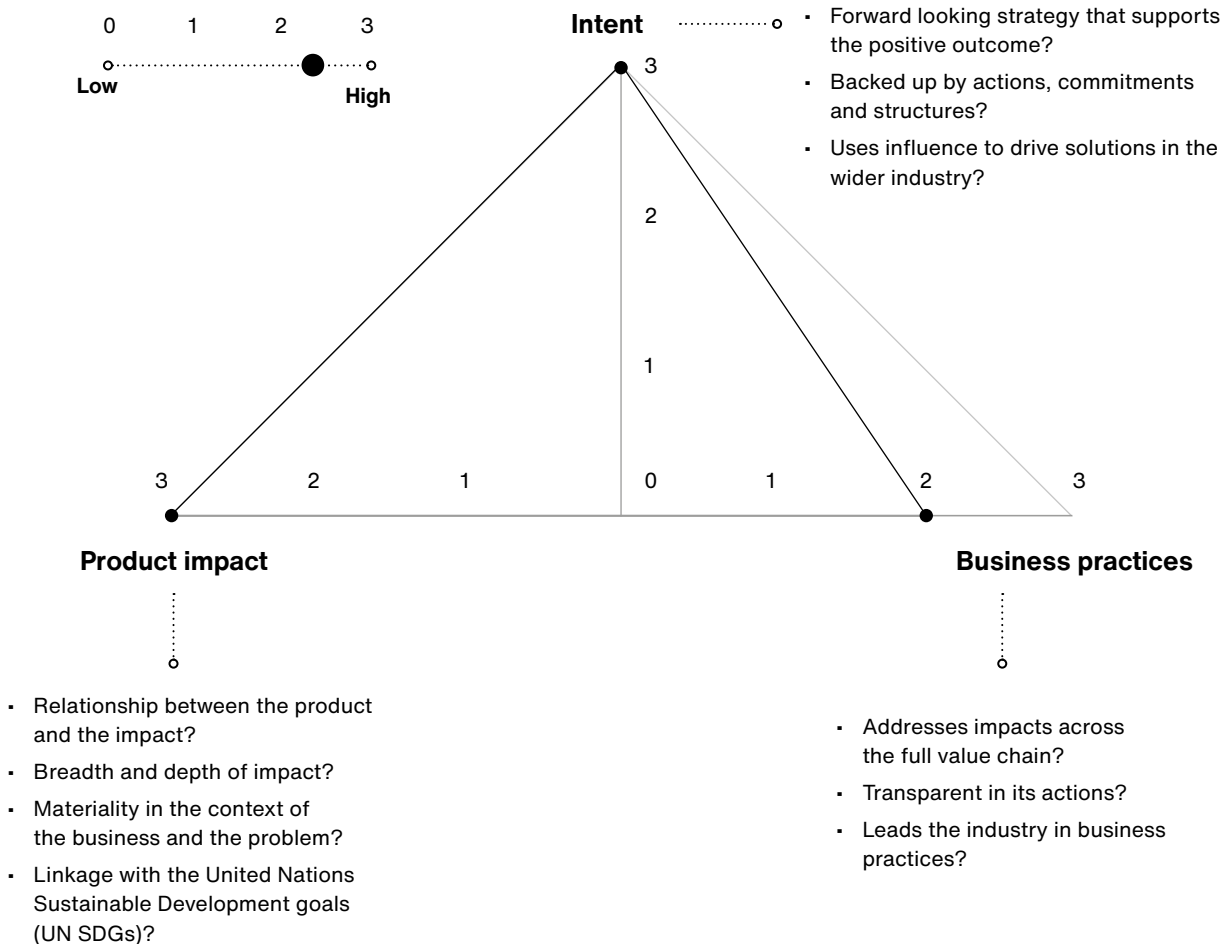 0 1 2 3
Low
High
Intent
▪ Forward looking strategy that supports
the positive outcome?
▪ Backed up by actions, commitments
and structures?
▪ Uses influence to drive solutions in the
wider industry?
3
2
1
3 2 1 0 1 2 3
Product impact
Business practices
▪ Relationship between the product
and the impact?
▪ Breadth and depth of impact?
▪ Materiality in the context of
the business and the problem?
▪ Linkage with the United Nations
Sustainable Development goals
(UN SDGs)?
▪ Addresses impacts across
the full value chain?
▪ Transparent in its actions?
▪ Leads the industry in business
practices?